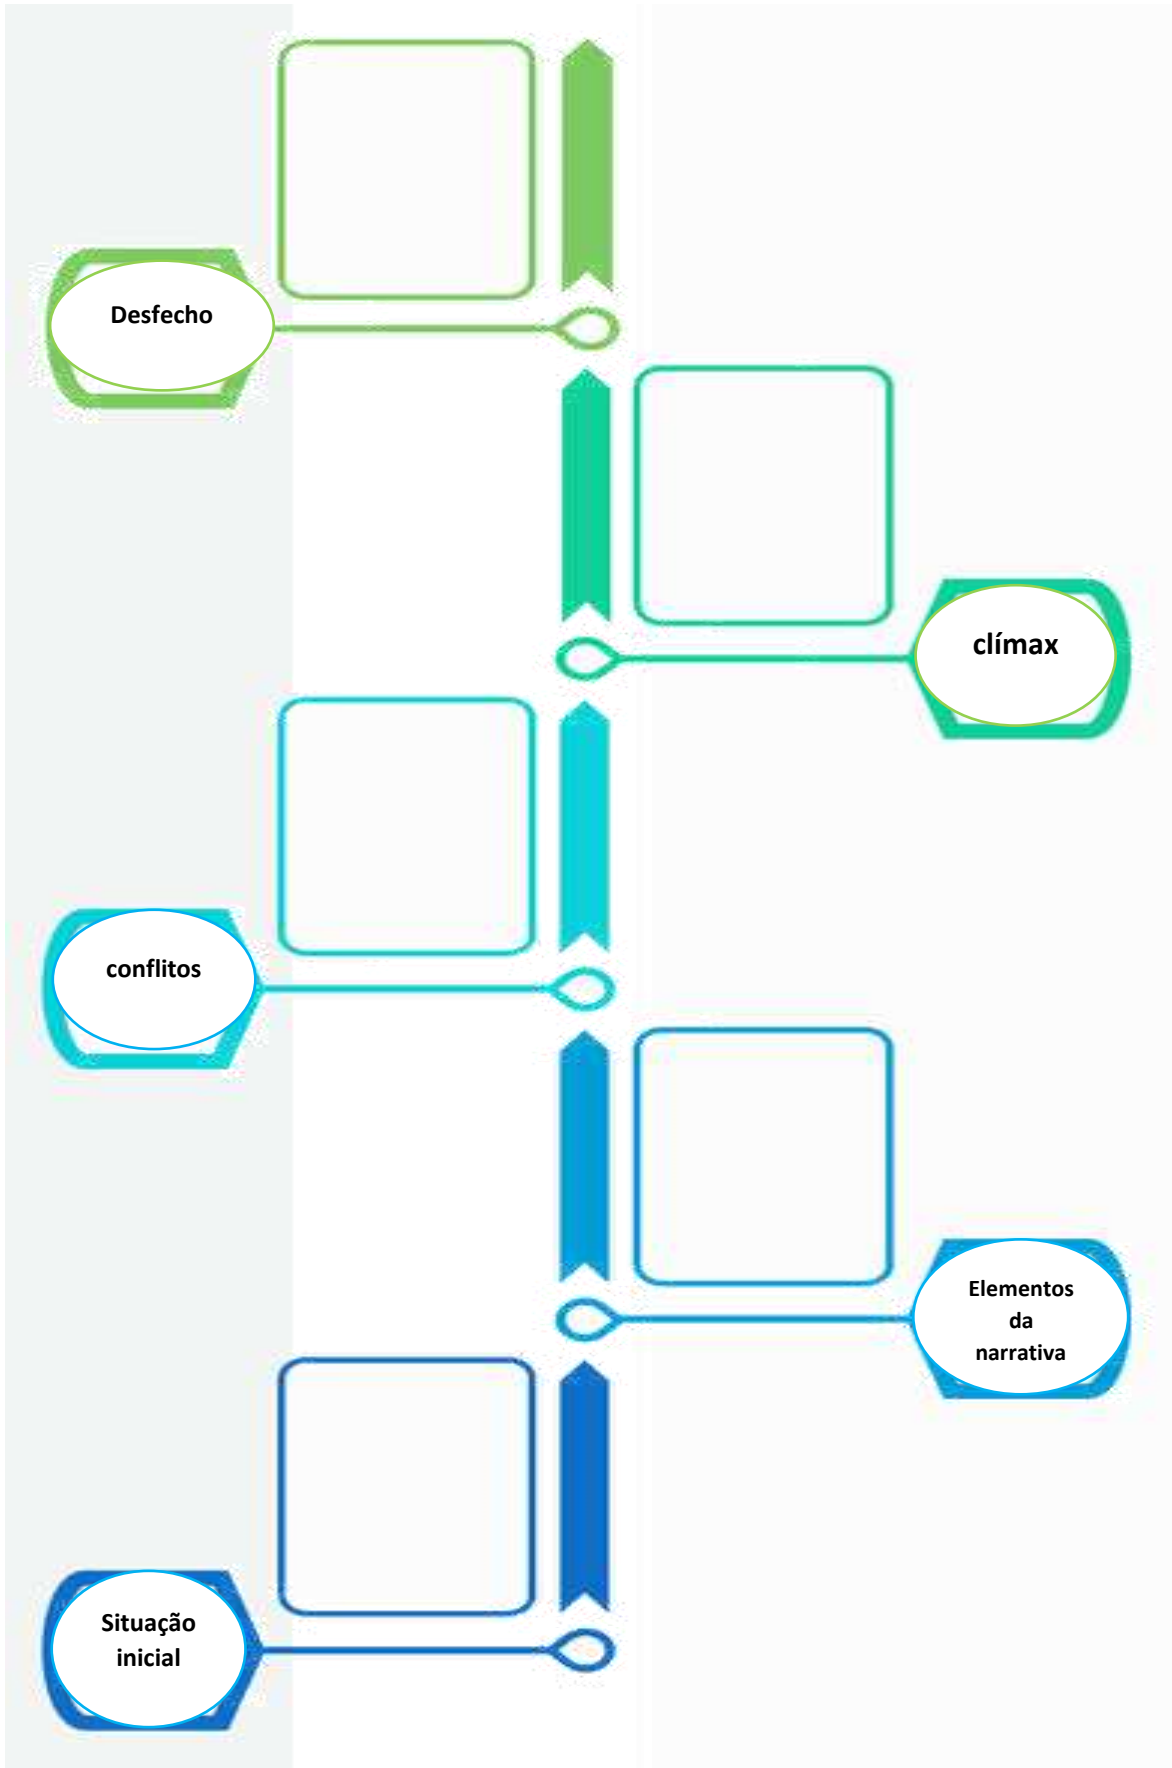 Desfecho
clímax
conflitos
Elementos
da
narrativa
Situação
inicial